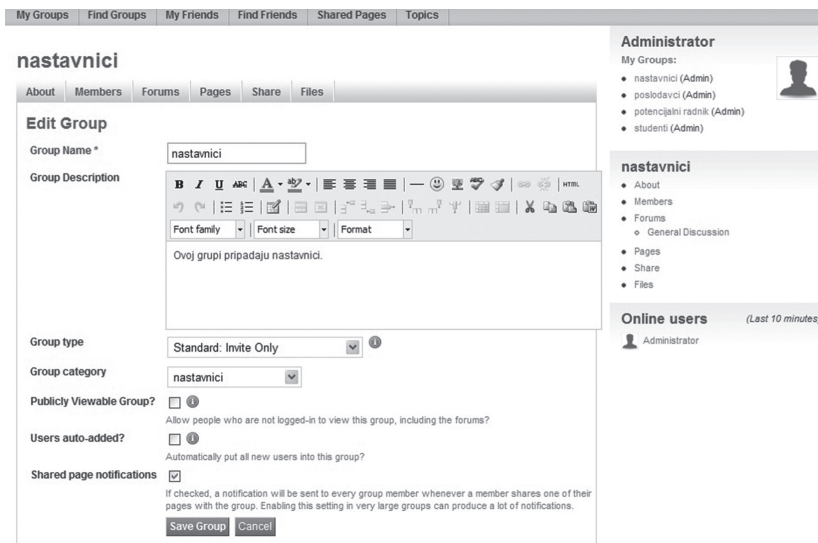 My Groups Find Groups My Friends Find Friends Shared Pages Topics
nastavnici
About Members Forums Pages Share Files
Edit Group
Group Name *
nastavnici
Group Description
B I U ABC A ab HTML
Font family Font size Format
Ovoj grupi pripadaju nastavnici.
Group type
Standard: Invite Only
Group category
nastavnici
Publicly Viewable Group?
Allow people who are not logged-in to view this group, including the forums?
Users auto-added?
Automatically put all new users into this group?
Shared page notifications
If checked, a notification will be sent to every group member whenever a member shares one of their
pages with the group. Enabling this setting in very large groups can produce a lot of notifications.
Save Group Cancel
Administrator
My Groups:
nastavnici (Admin)
poslodavci (Admin)
potencijalni radnik (Admin)
studenti (Admin)
nastavnici
About
Members
Forums
General Discussion
Pages
Share
Files
Online users (Last 10 minutes
Administrator